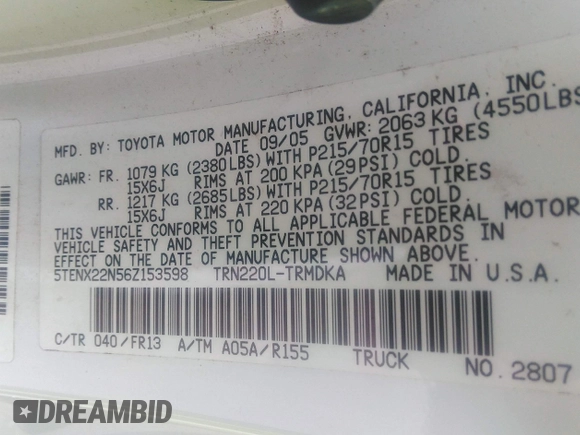 MFD. BY: TOYOTA MOTOR MANUFACTURING, CALIFORNIA, INC.
DATE 09/05 GVWR: 2063 KG (4550LBS
GAWR: FR. 1079 KG (2380LBS) WITH P215/70R15 TIRES
15X6J RIMS AT 200 KPA (29PSI) COLD.
RR. 1217 KG (2685LBS) WITH P215/70R15 TIRES
15X6J RIMS AT 220 KPA (32PSI) COLD.
THIS VEHICLE CONFORMS TO ALL APPLICABLE FEDERAL MOTOR
VEHICLE SAFETY AND THEFT PREVENTION STANDARDS IN
EFFECT ON THE DATE OF MANUFACTURE SHOWN ABOVE.
5TENX22N56Z153598 TRN220L-TRMDKA MADE IN U.S.A
C/TR 040/FR13 A/TM A05A/R155 TRUCK NO. 2807
DREAMBID